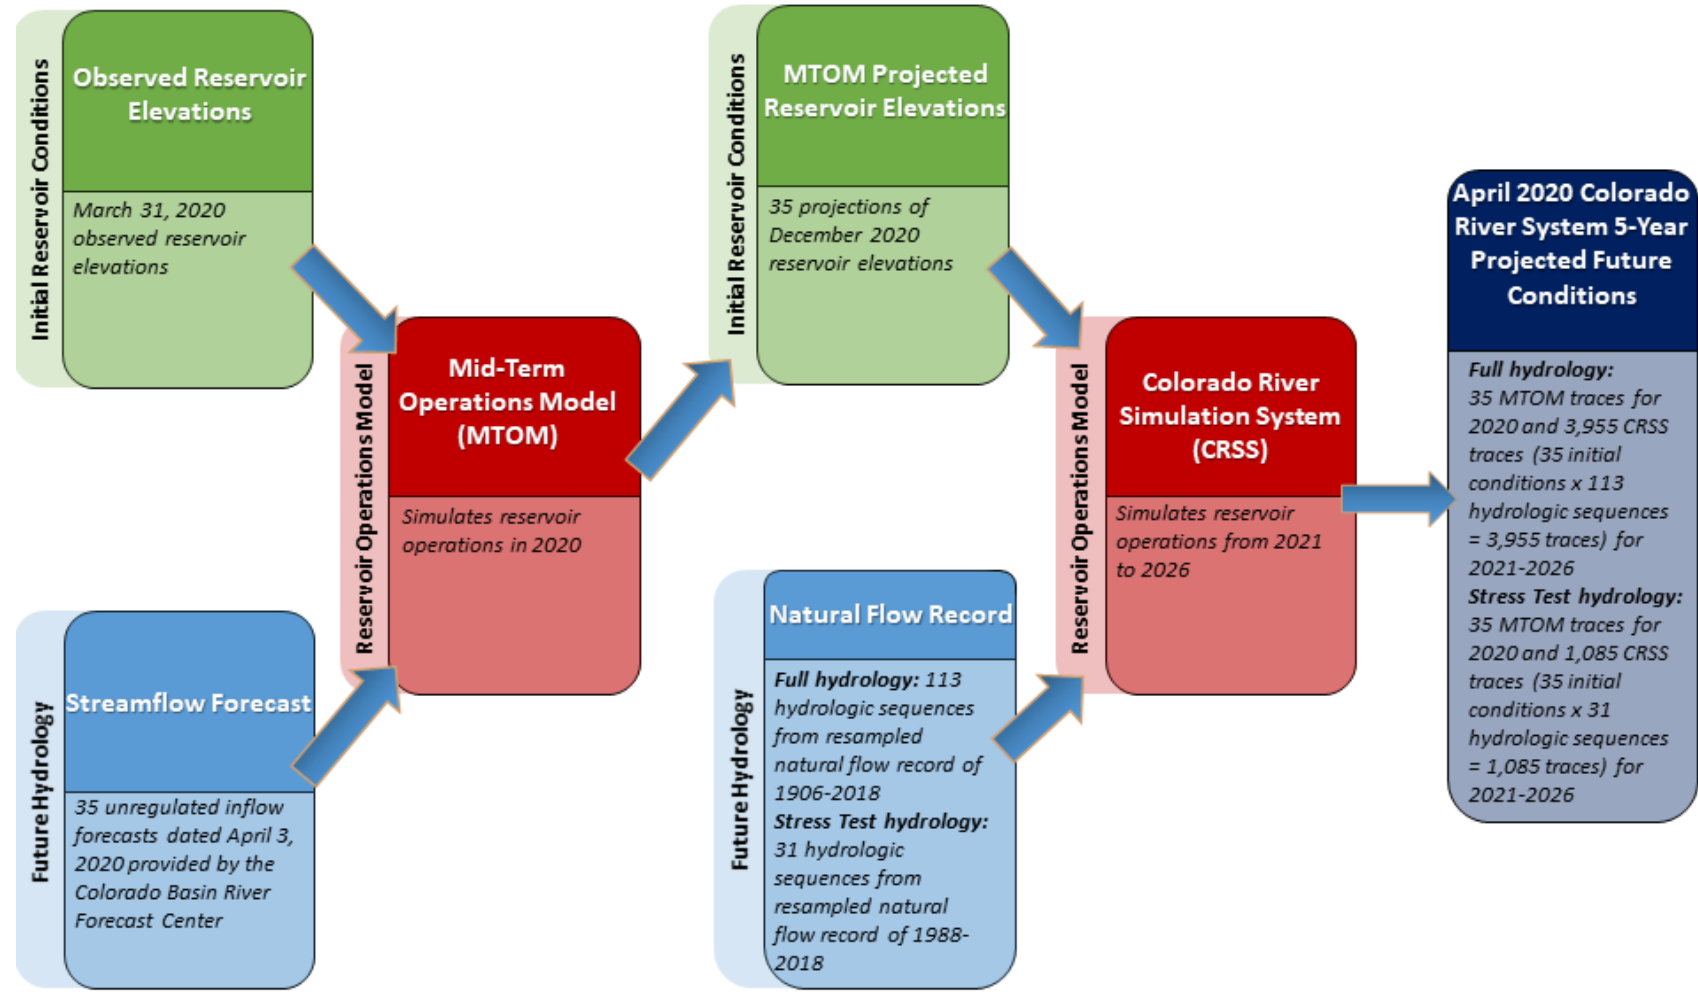 Initial Reservoir Conditions
Observed Reservoir
Elevations
March 31, 2020
observed reservoir
elevations
Future Hydrology
Streamflow Forecast
35 unregulated inflow
forecasts dated April 3,
2020 provided by the
Colorado Basin River
Forecast Center
Reservoir Operations Model
Mid-Term
Operations Model
(MTOM)
Simulates reservoir
operations in 2020
Initial Reservoir Conditions
MTOM Projected
Reservoir Elevations
35 projections of
December 2020
reservoir elevations
Future Hydrology
Natural Flow Record
Full hydrology: 113
hydrologic sequences
from resampled
natural flow record of
1906-2018
Stress Test hydrology:
31 hydrologic
sequences from
resampled natural
flow record of 1988-
2018
Reservoir Operations Model
Colorado River
Simulation System
(CRSS)
Simulates reservoir
operations from 2021
to 2026
April 2020 Colorado
River System 5-Year
Projected Future
Conditions
Full hydrology:
35 MTOM traces for
2020 and 3,955 CRSS
traces (35 initial
conditions x 113
hydrologic sequences
= 3,955 traces) for
2021-2026
Stress Test hydrology:
35 MTOM traces for
2020 and 1,085 CRSS
traces (35 initial
conditions x 31
hydrologic sequences
= 1,085 traces) for
2021-2026